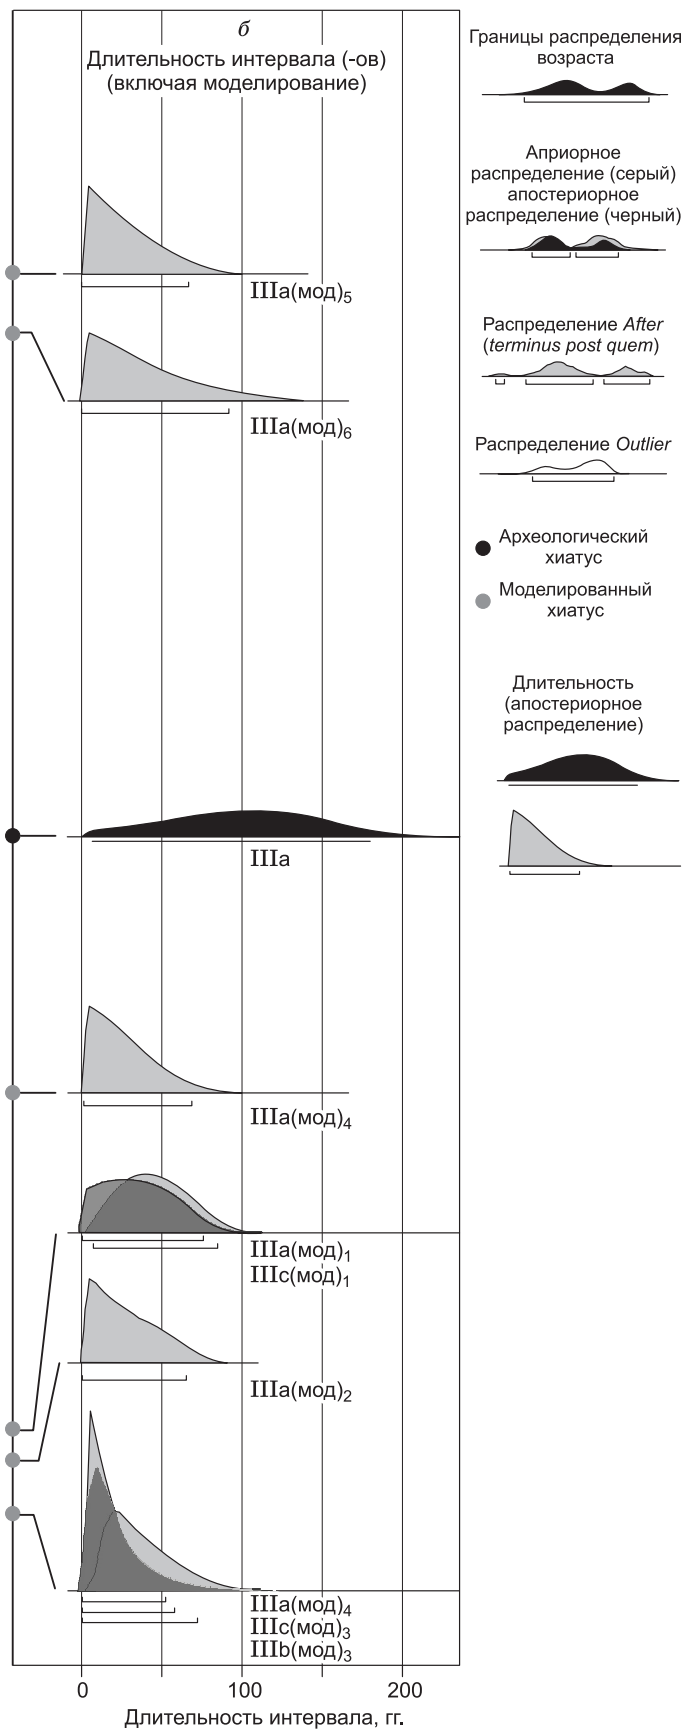 б
Длительность интервала (-ов)
(включая моделирование)
IIIa(мод)5
IIIa(мод)6
IIIa
IIIa(мод)4
IIIa(мод)1
IIIc(мод)1
IIIa(мод)2
IIIa(мод)4
IIIc(мод)3
IIIb(мод)3
0 100 200
Длительность интервала, гг.
Границы распределения
возраста
Априорное
распределение (серый)
апостериорное
распределение (черный)
Распределение After
(terminus post quem)
Распределение Outlier
Археологический
хиатус
Моделированный
хиатус
Длительность
(апостериорное
распределение)